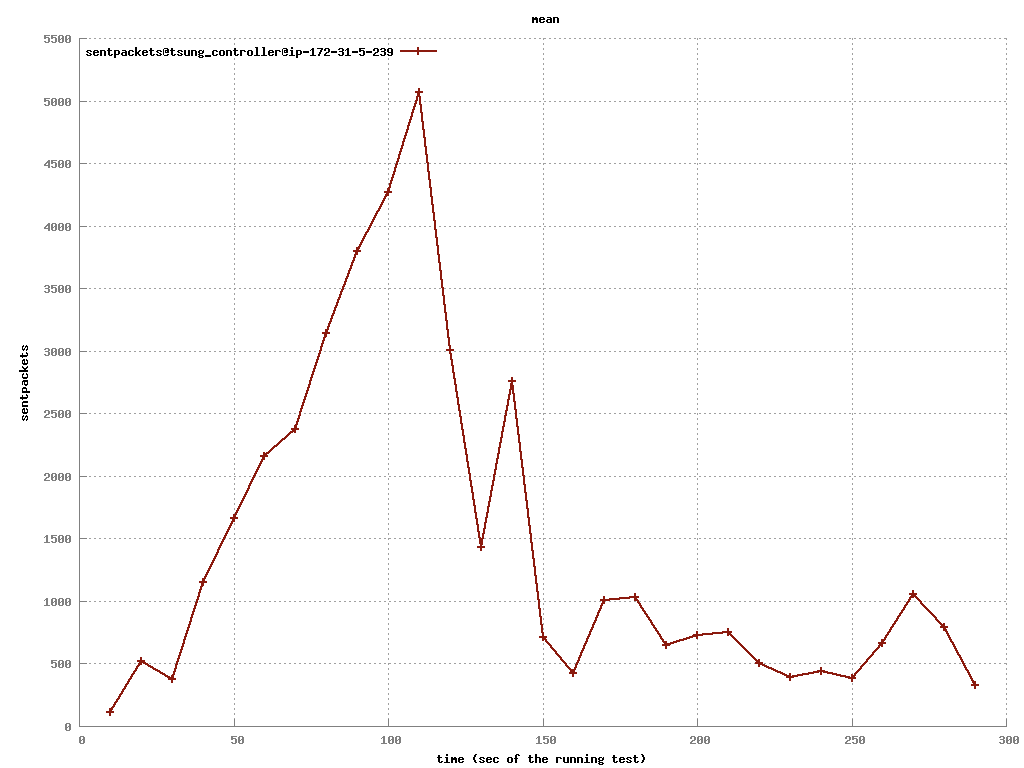 mean
5500
sentpackets@tsung_controller@ip-172-31-5-239
5000
4500
4000
3500
3000
2500
2000
1500
1000
500
0
sentpackets
0 50 100 150 200 250 300
time (sec of the running test)